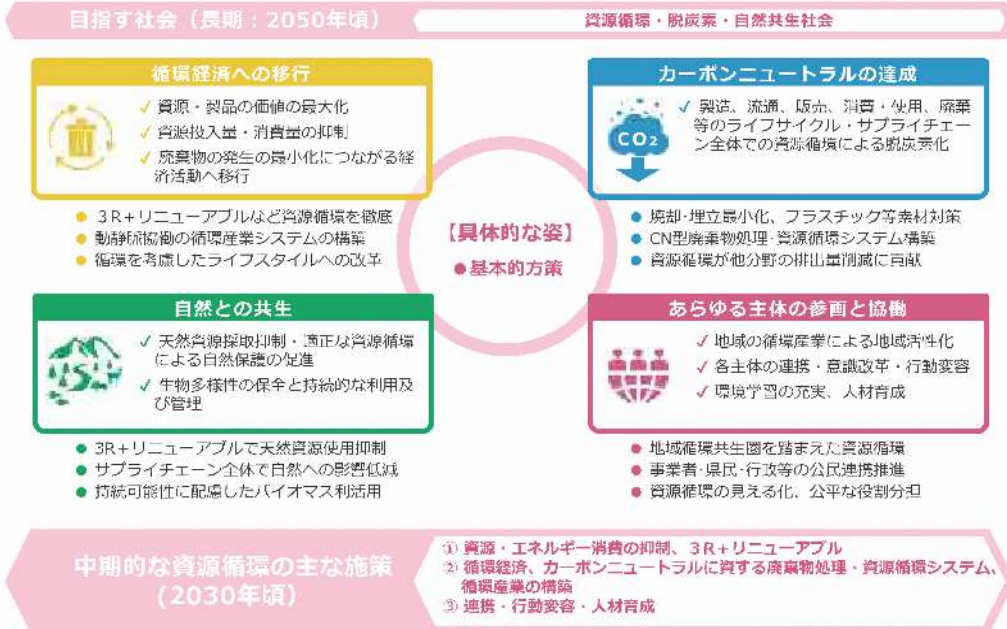 目指す社会（長期：2050年頃）
資源循環・脱炭素・自然共生社会
循環経済への移行
✓ 資源・製品の価値の最大化
✓ 資源投入量・消費量の抑制
✓ 廃棄物の発生の最小化につながる経
済活動へ移行
● 3R+リニューアブルなど資源循環を徹底
● 動静脈協働の循環産業システムの構築
● 循環を考慮したライフスタイルへの改革
カーボンニュートラルの達成
CO2
✓ 製造、流通、販売、消費・使用、廃棄
等のライフサイクル・サプライチェー
ン全体での資源循環による脱炭素化
● 焼却・埋立最小化、プラスチック等素材対策
● CN型廃棄物処理・資源循環システム構築
● 資源循環が他分野の排出量削減に貢献
【具体的な姿】
●基本的方策
自然との共生
✓ 天然資源採取抑制・適正な資源循環
による自然保護の促進
✓ 生物多様性の保全と持続的な利用及
び管理
● 3R+リニューアブルで天然資源使用抑制
● サプライチェーン全体で自然への影響低減
● 持続可能性に配慮したバイオマス利活用
あらゆる主体の参画と協働
✓ 地域の循環産業による地域活性化
✓ 各主体の連携・意識改革・行動変容
✓ 環境学習の充実、人材育成
● 地域循環共生圏を踏まえた資源循環
● 事業者・県民・行政等の公民連携推進
● 資源循環の見える化、公平な役割分担
中期的な資源循環の主な施策
(2030年頃)
① 資源・エネルギー消費の抑制、3R+リニューアブル
② 循環経済、カーボンニュートラルに資する廃棄物処理・資源循環システム、
循環産業の構築
③ 連携・行動変容・人材育成